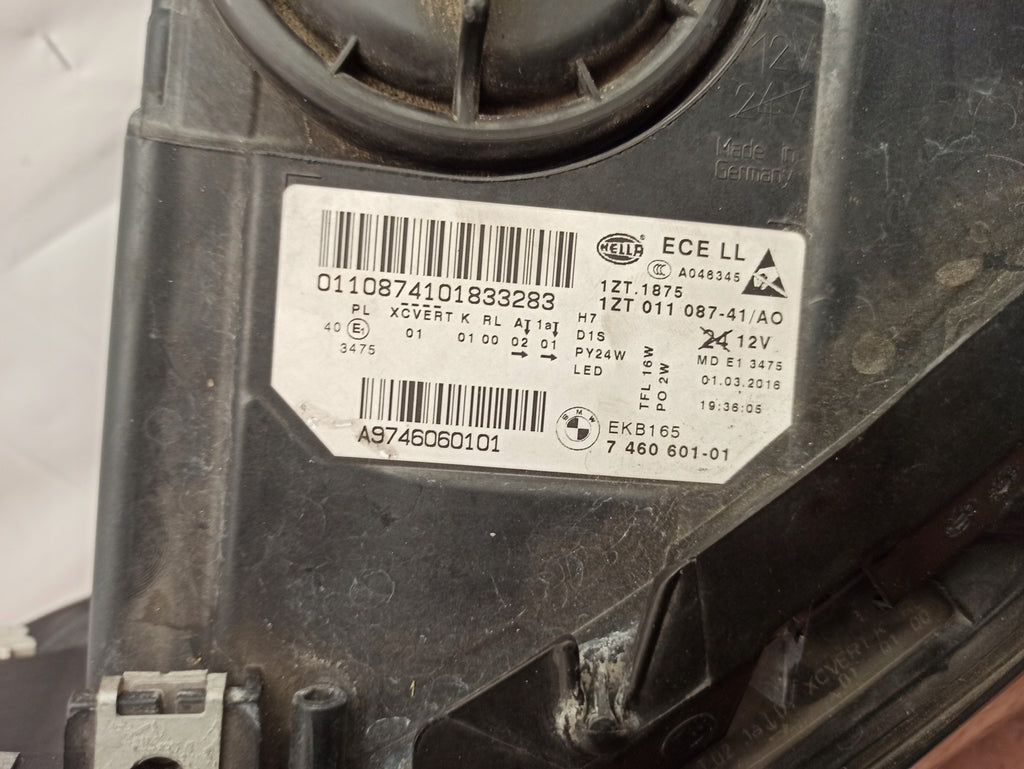 12V
24V
Made in
Germany
HELLA
ECE LL
A046345
0110874101833283
1ZT.1875
1ZT 011 087-41/AO
PL XCVERT K RL A 1a
40 E1 01 01 00 02 01
3475
H7
D1S
PY24W
LED
TFL 16W
PO 2W
24 12V
MD E1 3475
01.03.2016
19:36:05
A9746060101
BMW
EKB165
7 460 601-01
XCVERT K